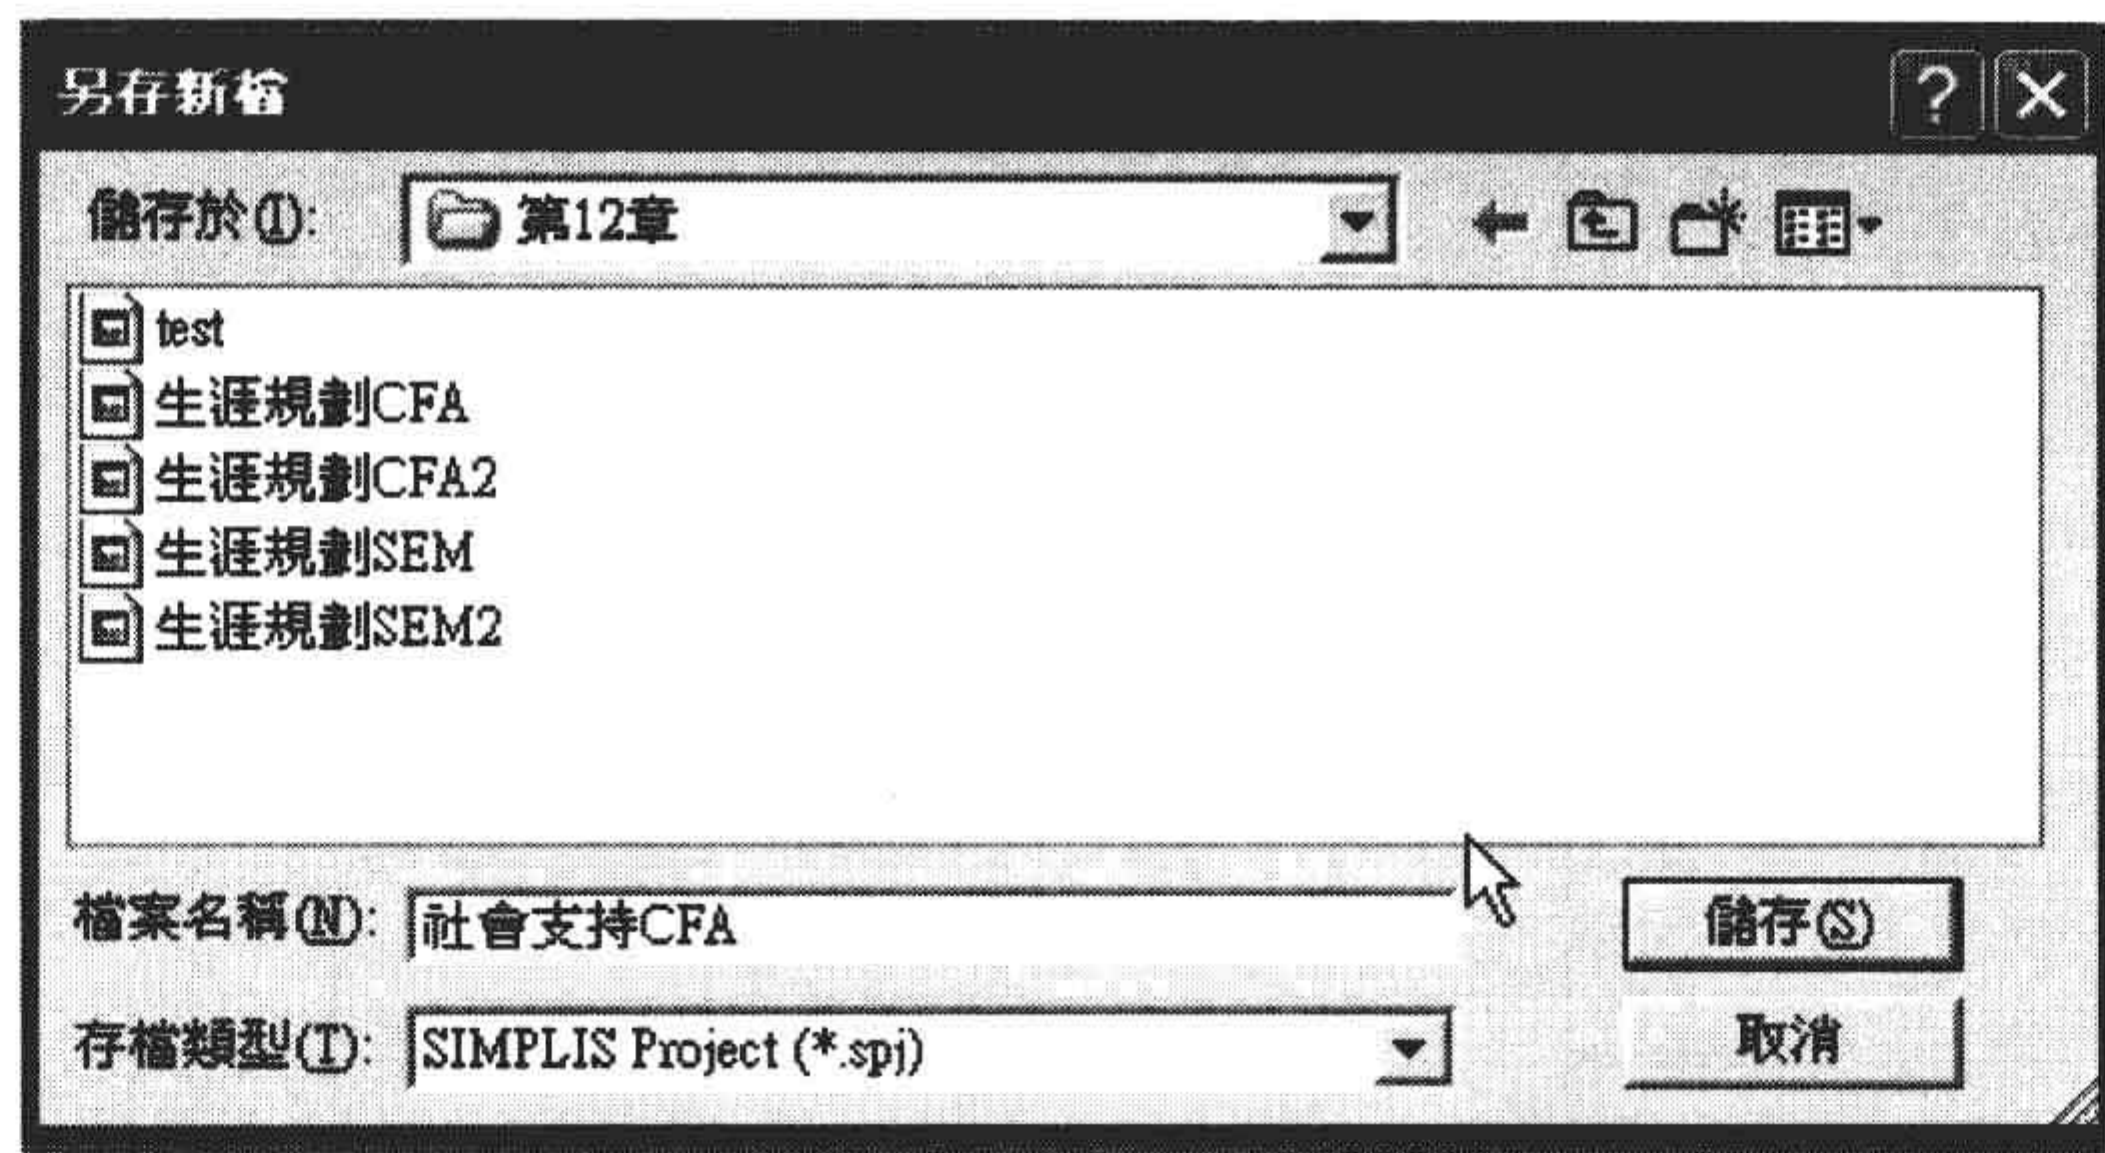 另存新檔
儲存於(I): 第12章
test
生涯規劃CFA
生涯規劃CFA2
生涯規劃SEM
生涯規劃SEM2
檔案名稱(N): 社會支持CFA 儲存(S)
存檔類型(T): SIMPLIS Project (*.spj) 取消